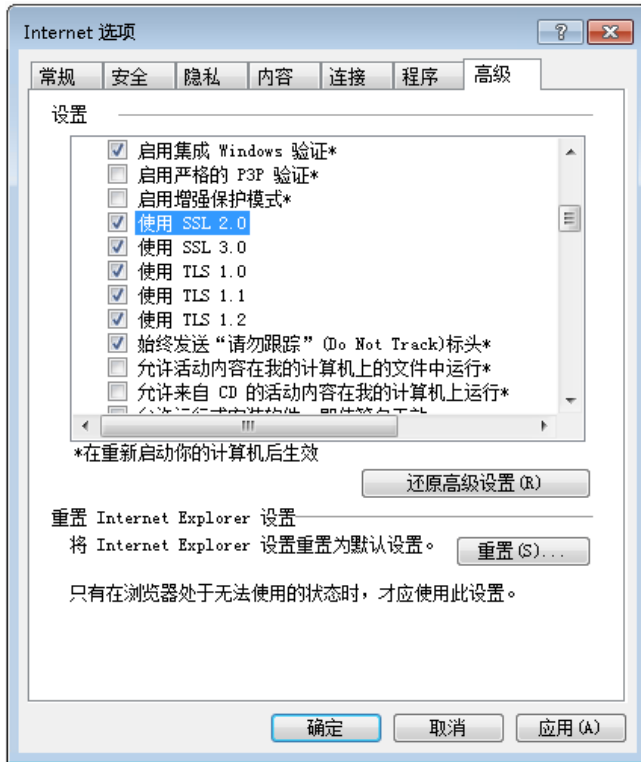 Internet 选项
常规 安全 隐私 内容 连接 程序 高级
设置
启用集成 Windows 验证*
启用严格的 P3P 验证*
启用增强保护模式*
使用 SSL 2.0
使用 SSL 3.0
使用 TLS 1.0
使用 TLS 1.1
使用 TLS 1.2
始终发送“请勿跟踪”(Do Not Track)标头*
允许活动内容在我的计算机上的文件中运行*
允许来自 CD 的活动内容在我的计算机上运行*
*在重新启动你的计算机后生效
还原高级设置(R)
重置 Internet Explorer 设置
将 Internet Explorer 设置重置为默认设置。 重置(S)...
只有在浏览器处于无法使用的状态时，才应使用此设置。
确定 取消 应用(A)